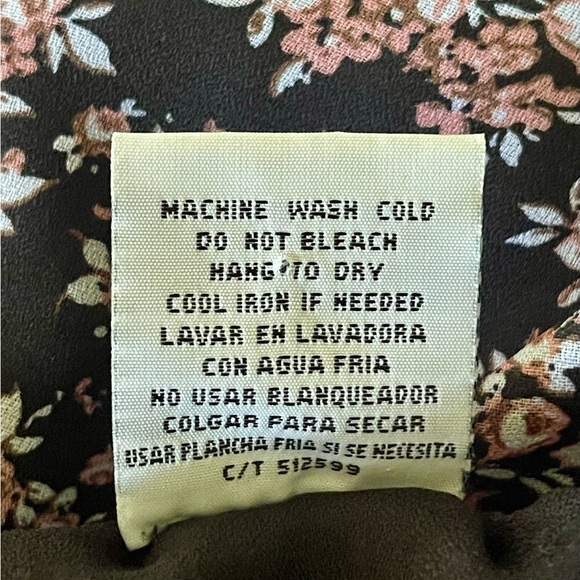 MACHINE WASH COLD
DO NOT BLEACH
HANG TO DRY
COOL IRON IF NEEDED
LAVAR EN LAVADORA
CON AGUA FRIA
NO USAR BLANQUEADOR
COLGAR PARA SECAR
USAR PLANCHA FRIA SI SE NECESITA
C/T 512599